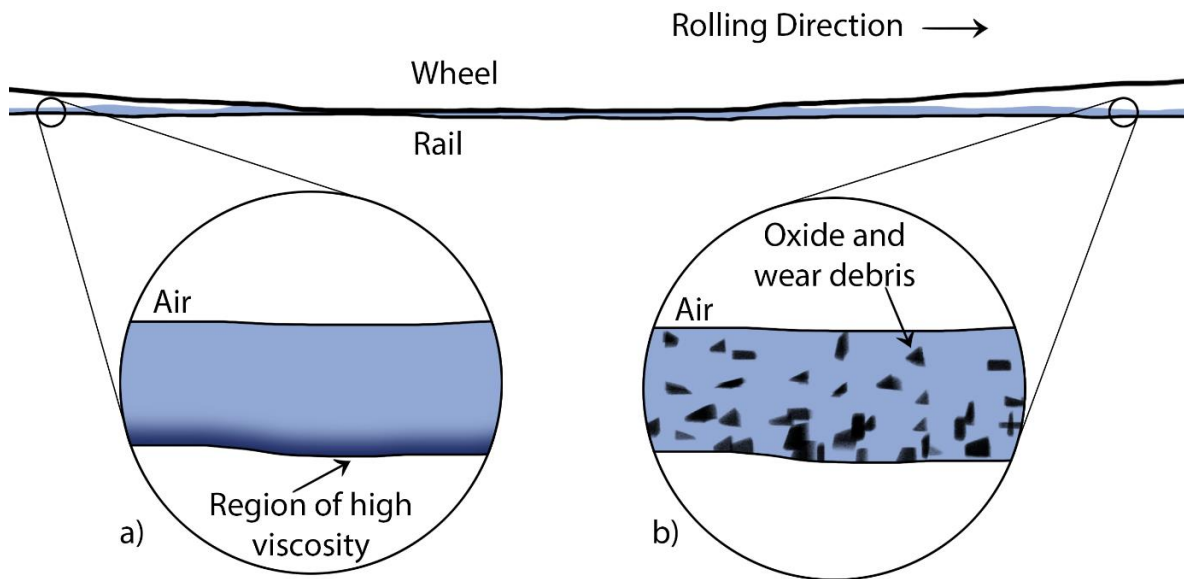 Rolling Direction
Wheel
Rail
Air
Region of high
viscosity
a)
Oxide and
wear debris
Air
b)